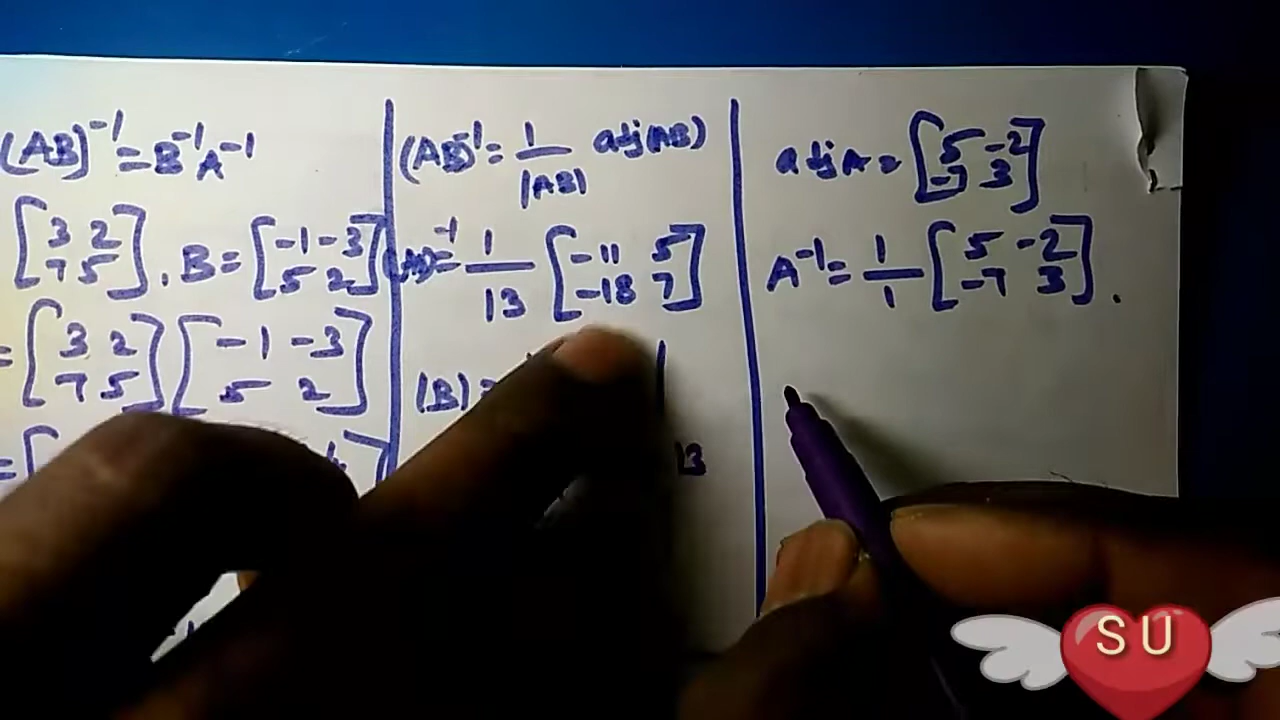 (AB)⁻¹ = B⁻¹A⁻¹
[3 2
7 5], B = [-1 -3
5 2]
= [3 2
7 5] [-1 -3
5 2]
= [
(AB)⁻¹ = 1/|AB| adj(AB)
⁻¹ = 1/13 [-11 5
-18 7]
|B| =
13
adj A = [5 -2
-7 3]
A⁻¹ = 1/1 [5 -2
-7 3].
SU